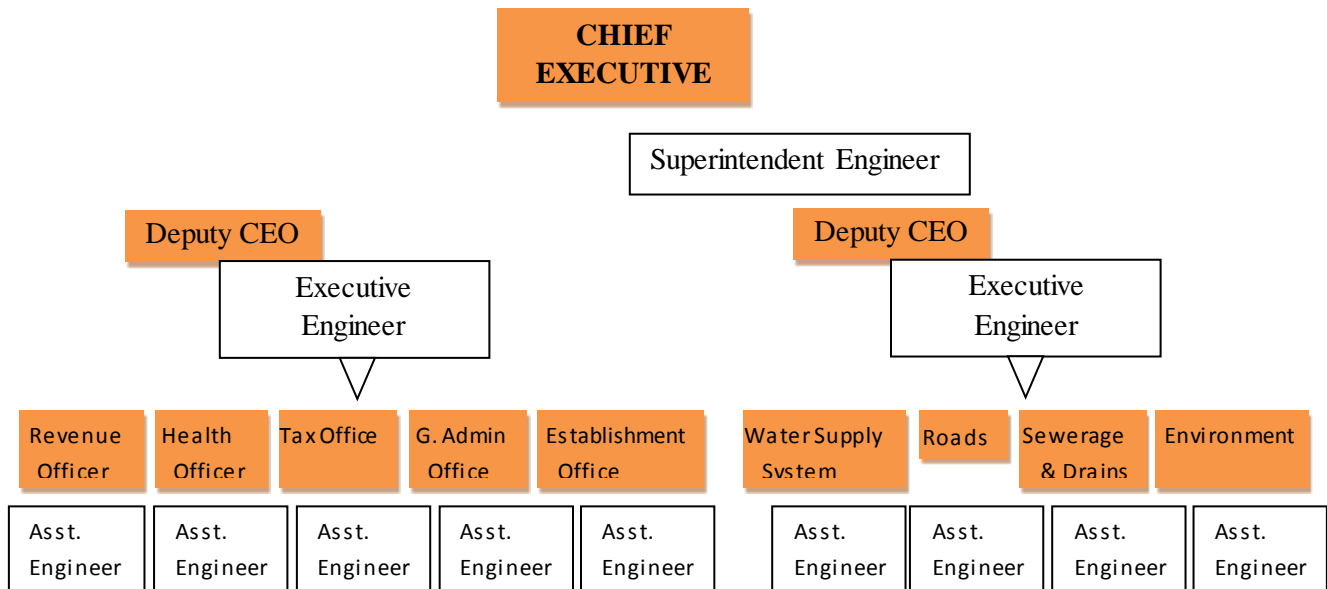 CHIEF
EXECUTIVE
Superintendent Engineer
Deputy CEO
Deputy CEO
Executive
Engineer
Executive
Engineer
Revenue
Officer
Health
Officer
Tax Office
G. Admin
Office
Establishment
Office
Water Supply
System
Roads
Sewerage
& Drains
Environment
Asst.
Engineer
Asst.
Engineer
Asst.
Engineer
Asst.
Engineer
Asst.
Engineer
Asst.
Engineer
Asst.
Engineer
Asst.
Engineer
Asst.
Engineer